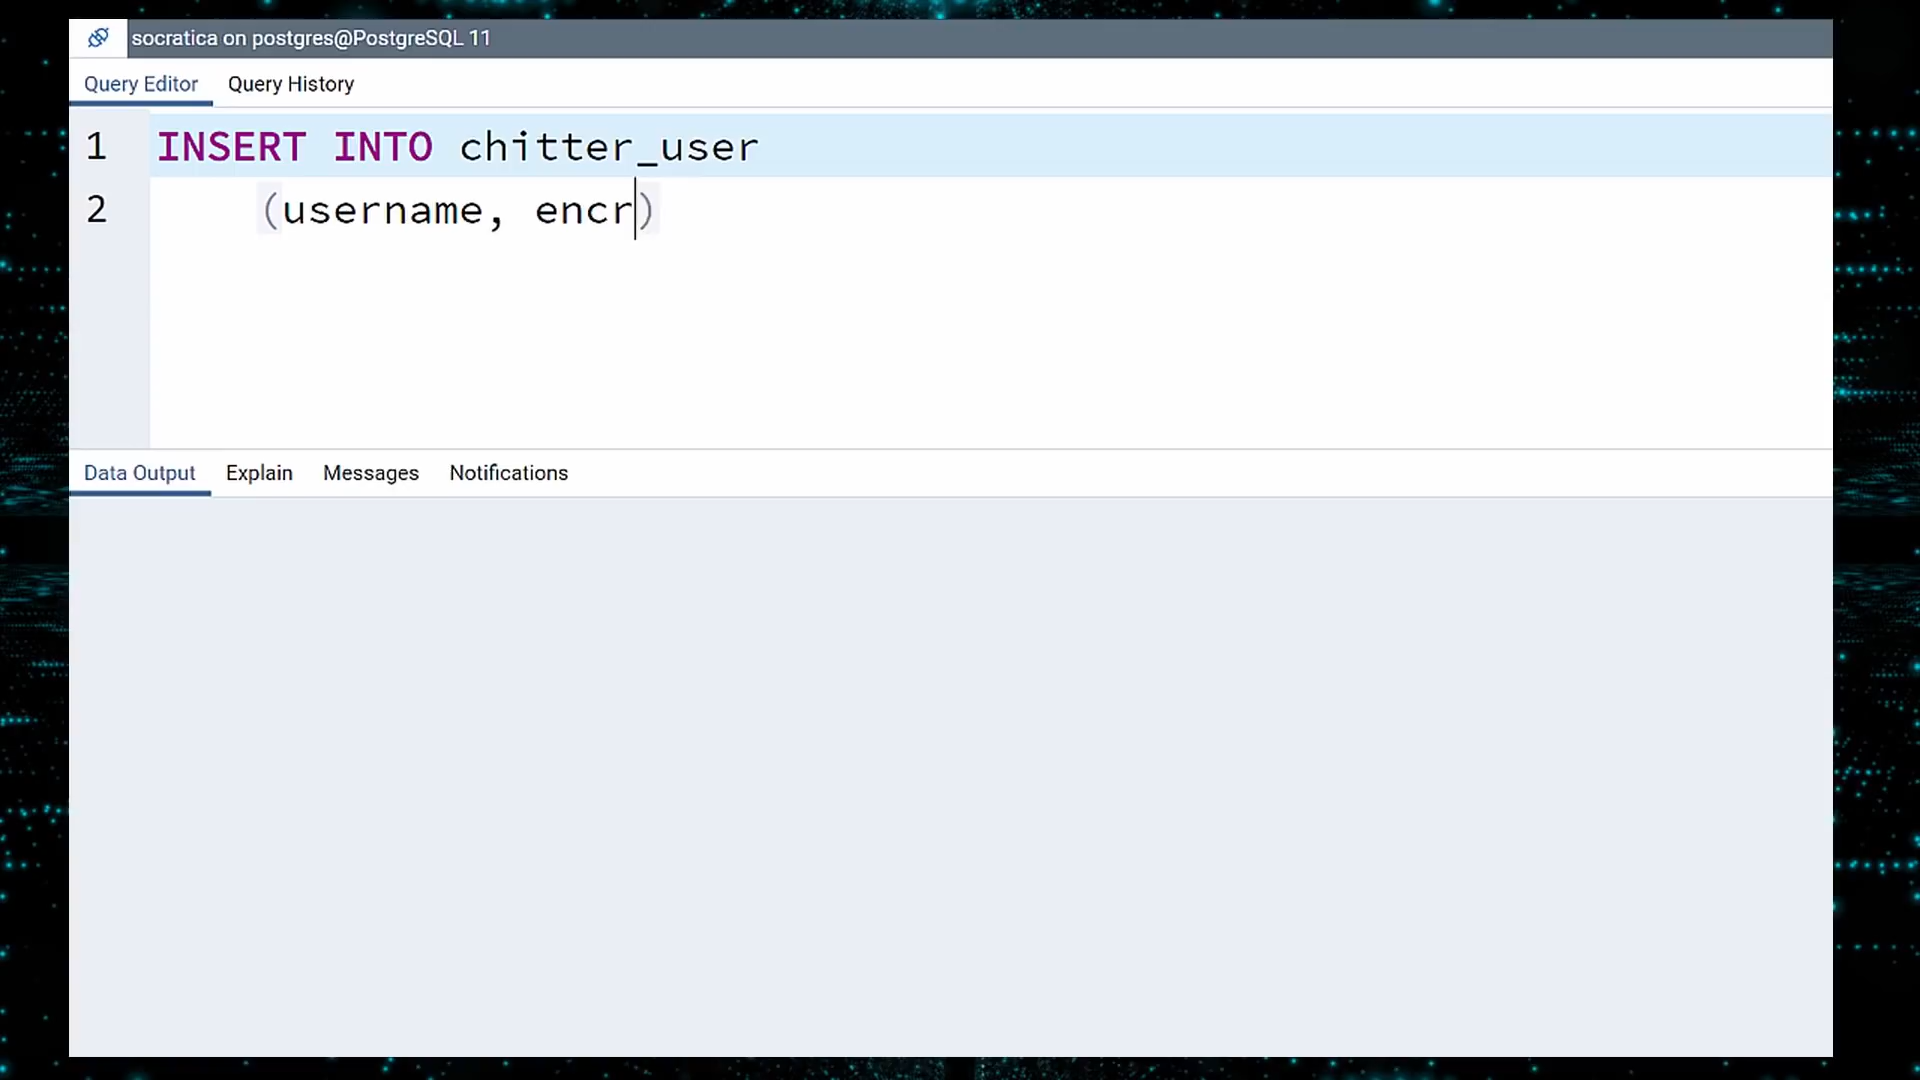 socratica on postgres@PostgreSQL 11
Query Editor Query History
1 INSERT INTO chitter_user
2 (username, encr)
Data Output Explain Messages Notifications